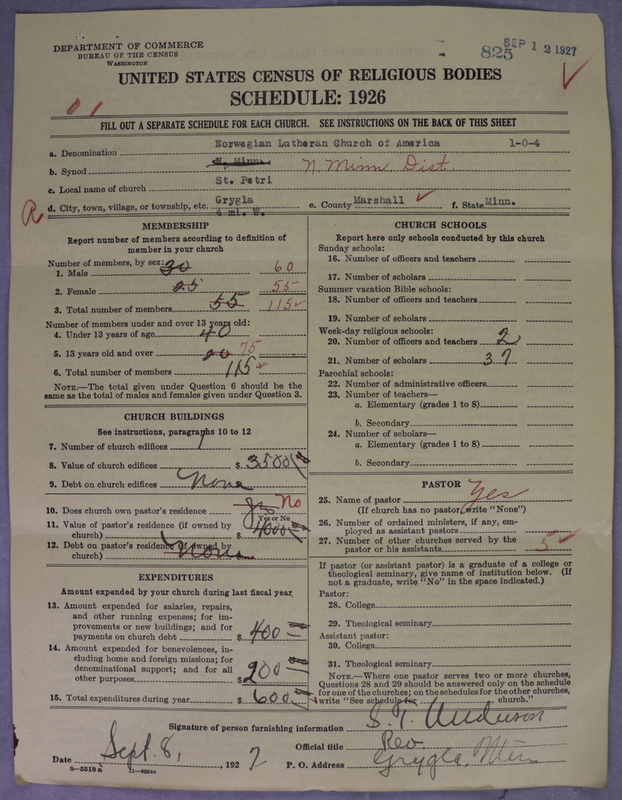 DEPARTMENT OF COMMERCE
BUREAU OF THE CENSUS
WASHINGTON
825 SEP 12 1927
UNITED STATES CENSUS OF RELIGIOUS BODIES
SCHEDULE: 1926
01
FILL OUT A SEPARATE SCHEDULE FOR EACH CHURCH. SEE INSTRUCTIONS ON THE BACK OF THIS SHEET
a. Denomination Norwegian Lutheran Church of America 1-0-4
b. Synod N. Minn. N. Minn Dist.
c. Local name of church St. Petri
R d. City, town, village, or township, etc. Grygla 4 mi. W. e. County Marshall f. State Minn.
MEMBERSHIP
Report number of members according to definition of
member in your church
Number of members, by sex:
1. Male 30 60
2. Female 25 55
3. Total number of members 55 115
Number of members under and over 13 years old:
4. Under 13 years of age 40
5. 13 years old and over 75
6. Total number of members 115
NOTE.—The total given under Question 6 should be the
same as the total of males and females given under Question 3.
CHURCH BUILDINGS
See instructions, paragraphs 10 to 12
7. Number of church edifices 1
8. Value of church edifices $ 3500
9. Debt on church edifices None
10. Does church own pastor's residence No
Yes or No
11. Value of pastor's residence (if owned by
church) $ 4000
12. Debt on pastor's residence (if owned by
church) None
EXPENDITURES
Amount expended by your church during last fiscal year
13. Amount expended for salaries, repairs,
and other running expenses; for im-
provements or new buildings; and for
payments on church debt $ 400
14. Amount expended for benevolences, in-
cluding home and foreign missions; for
denominational support; and for all
other purposes $ 200
15. Total expenditures during year $ 600
CHURCH SCHOOLS
Report here only schools conducted by this church
Sunday schools:
16. Number of officers and teachers
17. Number of scholars
Summer vacation Bible schools:
18. Number of officers and teachers
19. Number of scholars
Week-day religious schools:
20. Number of officers and teachers 2
21. Number of scholars 37
Parochial schools:
22. Number of administrative officers
23. Number of teachers—
a. Elementary (grades 1 to 8)
b. Secondary
24. Number of scholars—
a. Elementary (grades 1 to 8)
b. Secondary
PASTOR
25. Name of pastor Yes
(If church has no pastor, write "None")
26. Number of ordained ministers, if any, em-
ployed as assistant pastors
27. Number of other churches served by the
pastor or his assistants 5
If pastor (or assistant pastor) is a graduate of a college or
theological seminary, give name of institution below. (If
not a graduate, write "No" in the space indicated.)
Pastor:
28. College
29. Theological seminary
Assistant pastor:
30. College
31. Theological seminary
NOTE.—Where one pastor serves two or more churches,
Questions 28 and 29 should be answered only on the schedule
for one of the churches; on the schedules for the other churches,
write "See schedule for church."
Signature of person furnishing information S. T. Anderson
Official title Rev
Date Sept. 8, 1927 P. O. Address Grygla, Minn
8—5518a 11—9054a